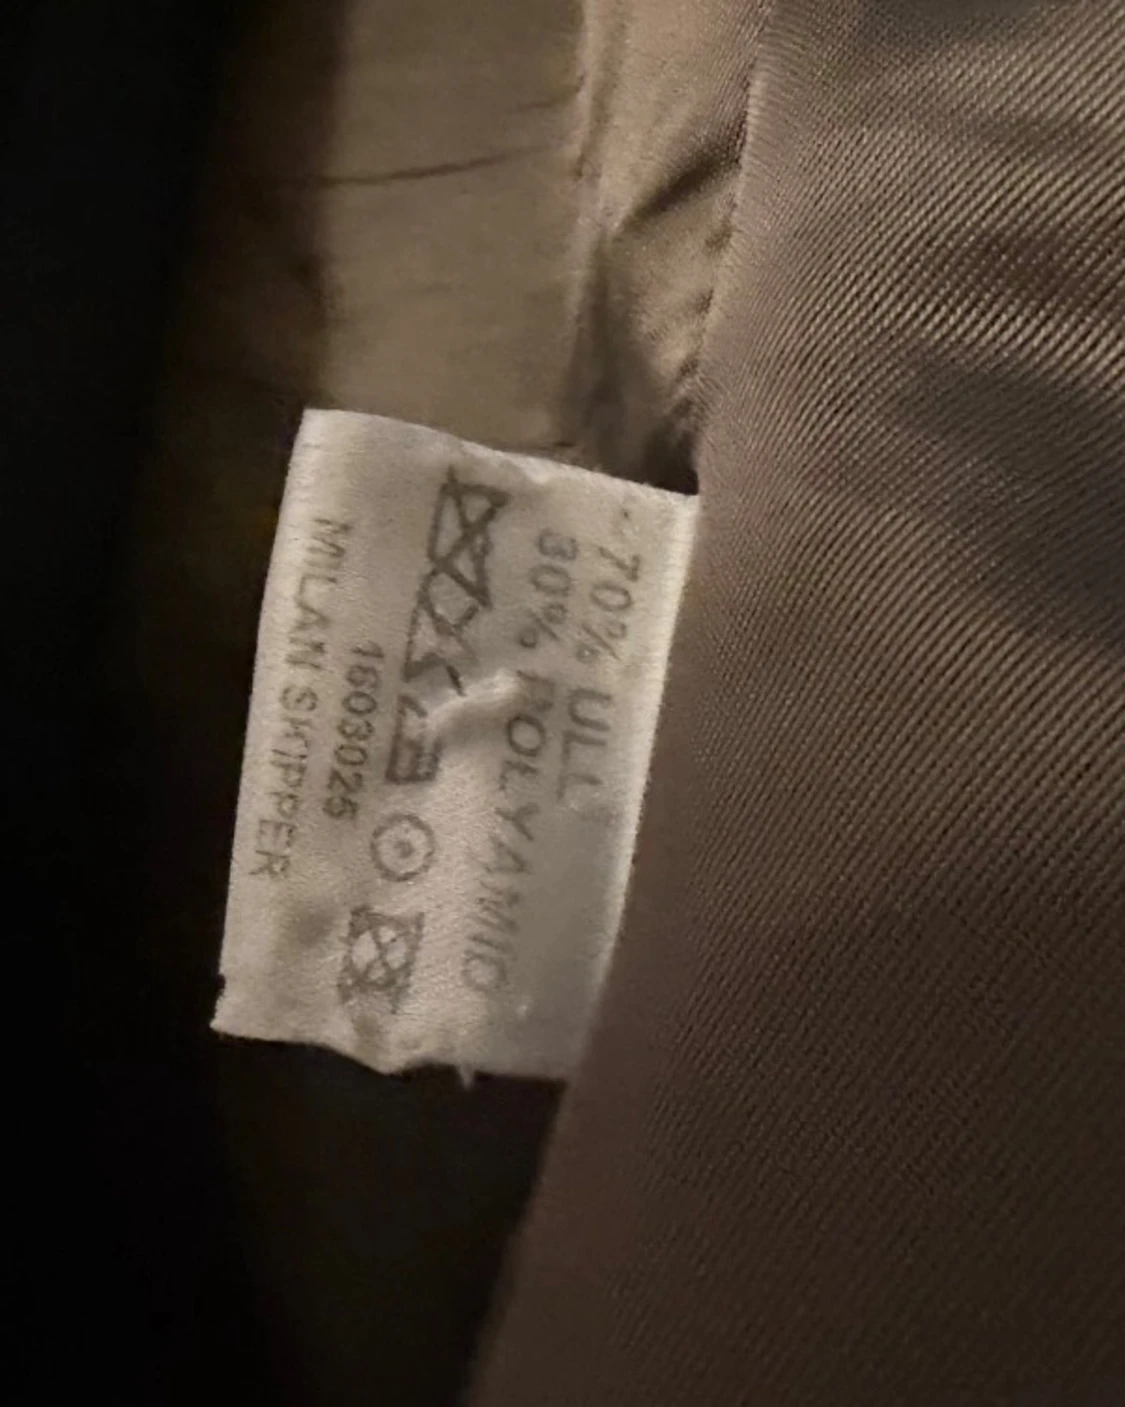 70% ULL
30% POLYAMID
1603025
MILAN SKIPPER